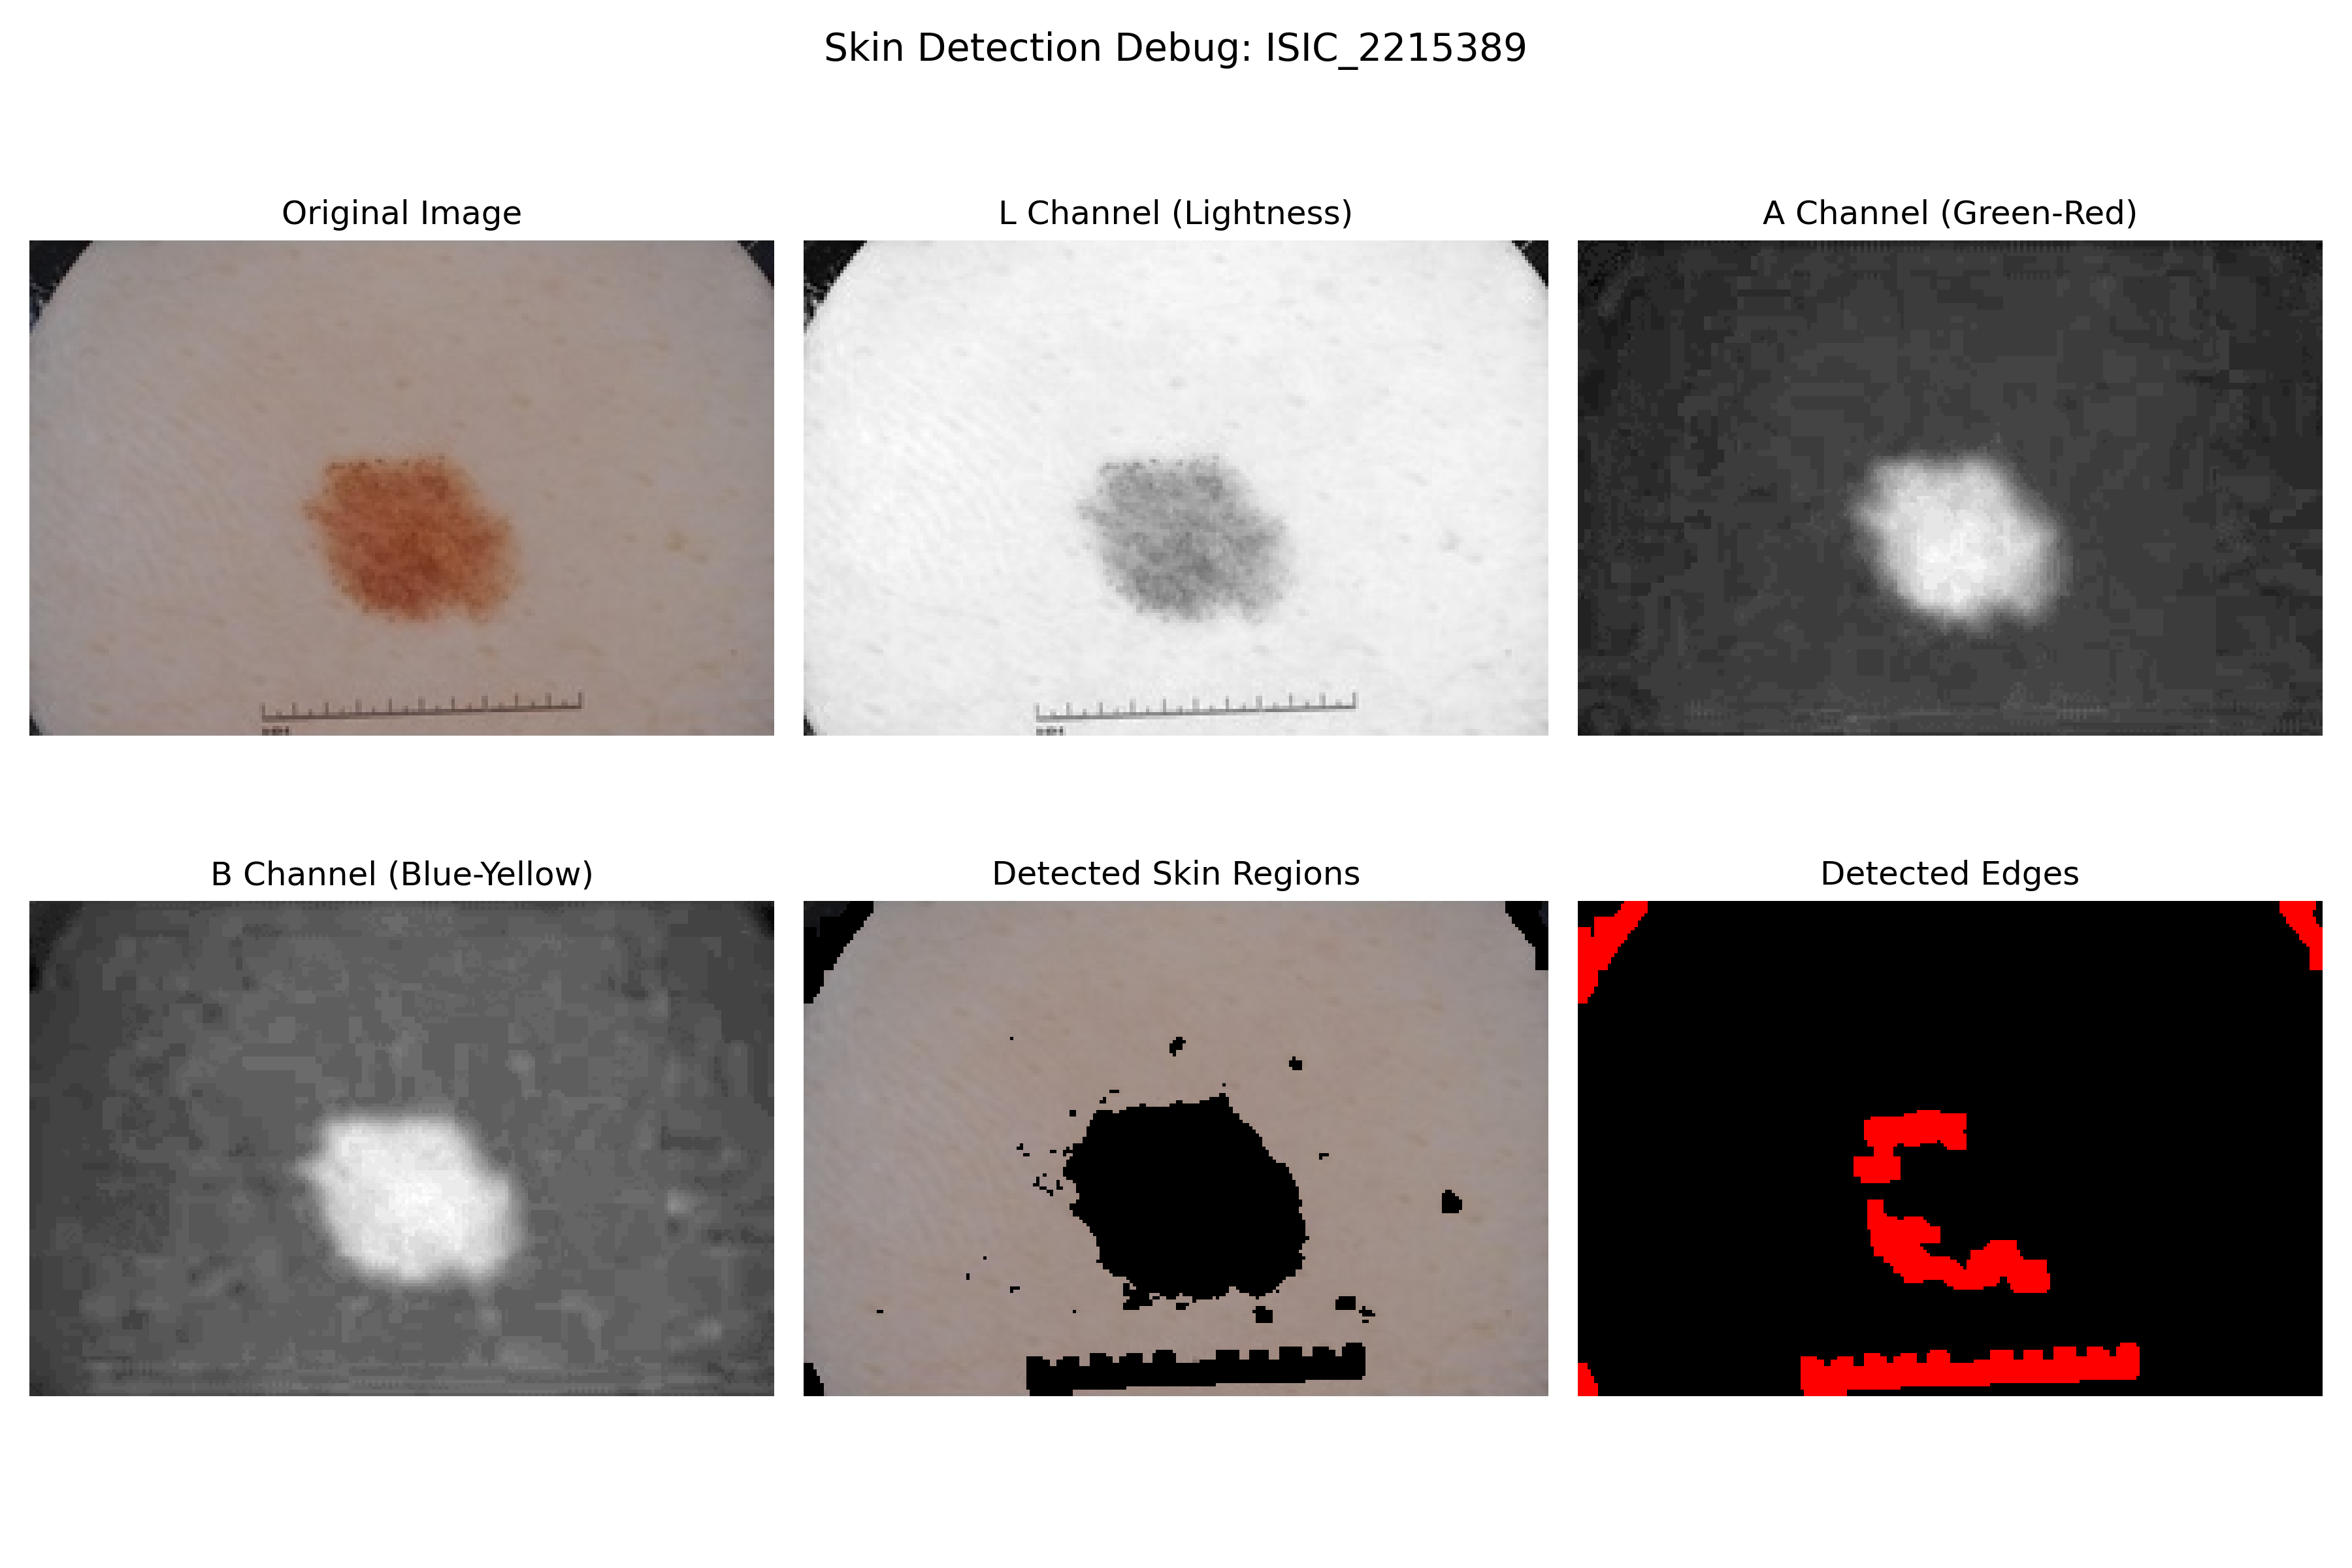 Skin Detection Debug: ISIC_2215389
Original Image
L Channel (Lightness)
A Channel (Green-Red)
B Channel (Blue-Yellow)
Detected Skin Regions
Detected Edges